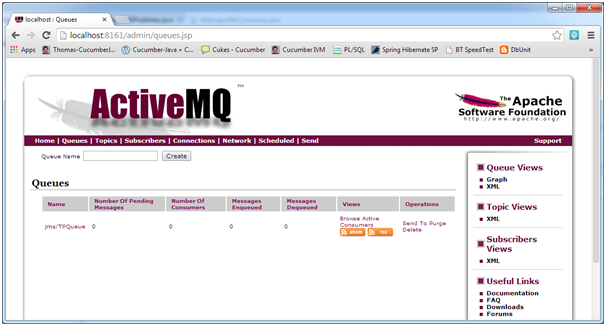 localhost : Queues
localhost:8161/admin/queues.jsp
Apps Thomas-CucumberJ... Cucumber-Java + C... Cukes - Cucumber Cucumber IVM PL/SQL Spring Hibernate SP BT SpeedTest DbUnit
ActiveMQ™
The Apache
Software Foundation
http://www.apache.org/
Home | Queues | Topics | Subscribers | Connections | Network | Scheduled | Send
Support
Queue Name Create
Queues
Name Number Of Pending Messages Number Of Consumers Messages Enqueued Messages Dequeued Views Operations
jms/TPQueue 0 0 0 0 Browse Active Consumers
atom rss
Send To Purge
Delete
Queue Views
Graph
XML
Topic Views
XML
Subscribers
Views
XML
Useful Links
Documentation
FAQ
Downloads
Forums